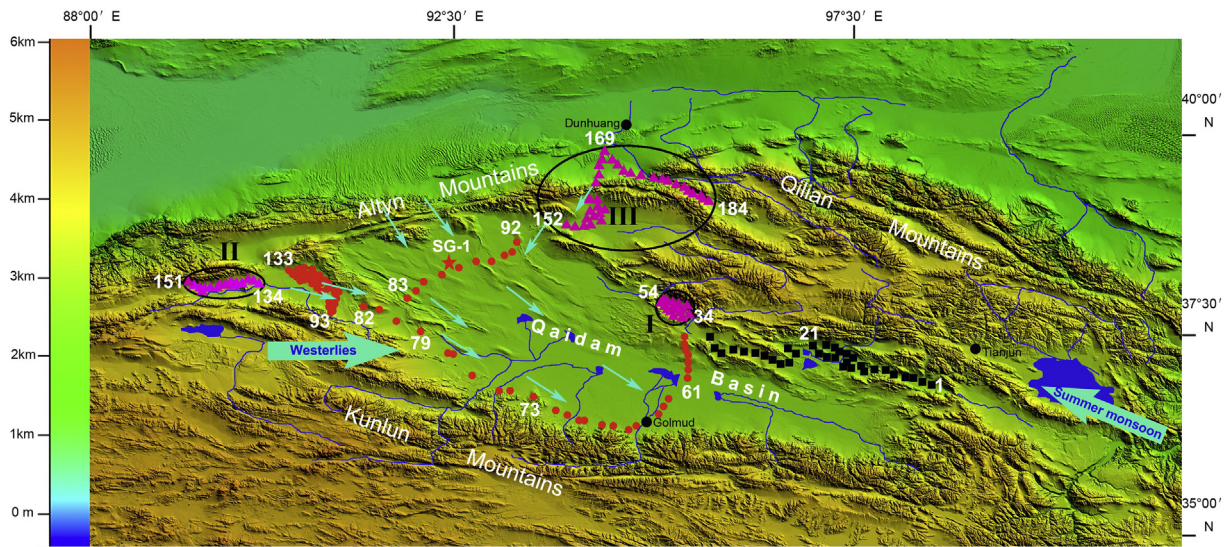 88°00′ E
92°30′ E
97°30′ E
6km
5km
4km
3km
2km
1km
0 m
40°00′
N
37°30′
N
35°00′
N
Dunhuang
169
Altyn Mountains
Qilian
Mountains
152
III
184
92
SG-1
II
133
151
134
83
93
82
54
I
34
79
Westerlies
Qaidam
Basin
21
Tianjun
1
61
73
Golmud
Summer monsoon
Kunlun
Mountains